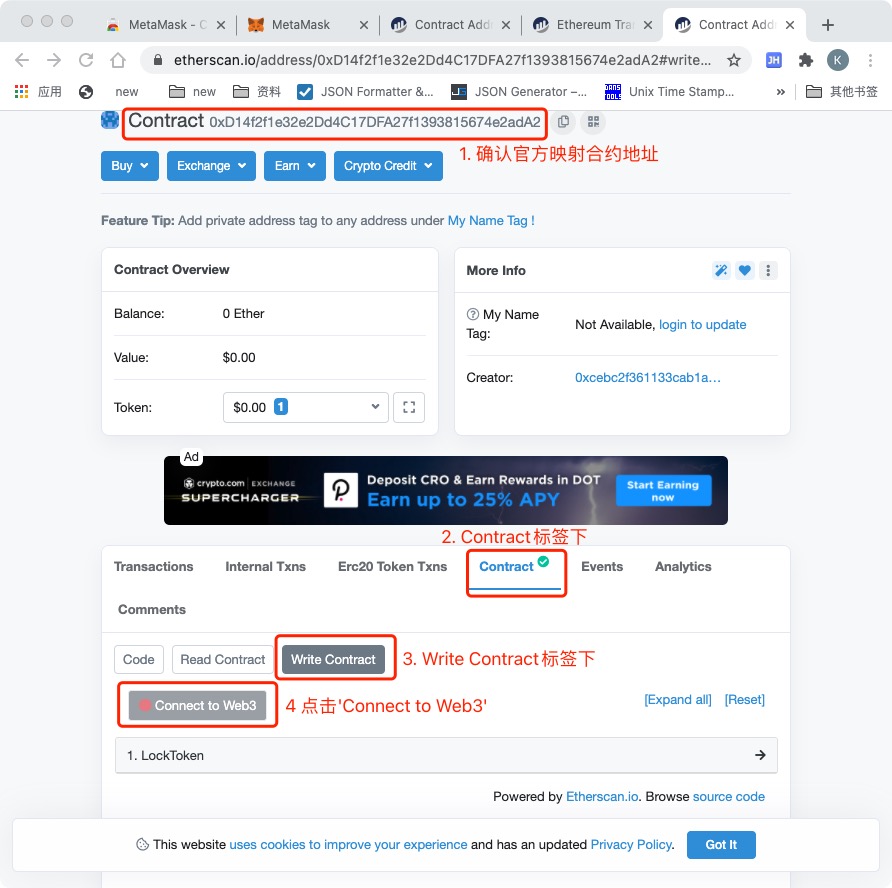 MetaMask - C
MetaMask
Contract Addr
Ethereum Tran
Contract Addr
etherscan.io/address/0xD14f2f1e32e2Dd4C17DFA27f1393815674e2adA2#write...
JH
K
应用
new
new
资料
JSON Formatter &...
JSON Generator –...
DANS TOOLS
Unix Time Stamp...
»
其他书签
Contract 0xD14f2f1e32e2Dd4C17DFA27f1393815674e2adA2
1. 确认官方映射合约地址
Buy
Exchange
Earn
Crypto Credit
Feature Tip: Add private address tag to any address under My Name Tag !
Contract Overview
Balance: 0 Ether
Value: $0.00
Token: $0.00 1
More Info
My Name Tag: Not Available, login to update
Creator: 0xcebc2f361133cab1a...
Ad
crypto.com | EXCHANGE
SUPERCHARGER
Deposit CRO & Earn Rewards in DOT
Earn up to 25% APY
Start Earning now
2. Contract标签下
Transactions
Internal Txns
Erc20 Token Txns
Contract
Events
Analytics
Comments
Code
Read Contract
Write Contract
3. Write Contract标签下
Connect to Web3
4 点击'Connect to Web3'
[Expand all] [Reset]
1. LockToken
Powered by Etherscan.io. Browse source code
This website uses cookies to improve your experience and has an updated Privacy Policy.
Got It